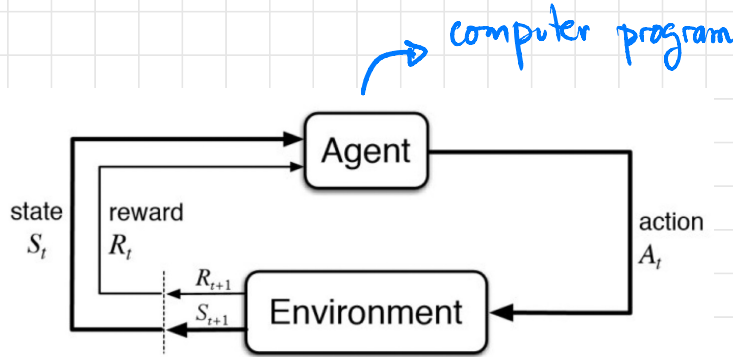 computer program
Agent
state
S_t
reward
R_t
action
A_t
R_{t+1}
S_{t+1}
Environment